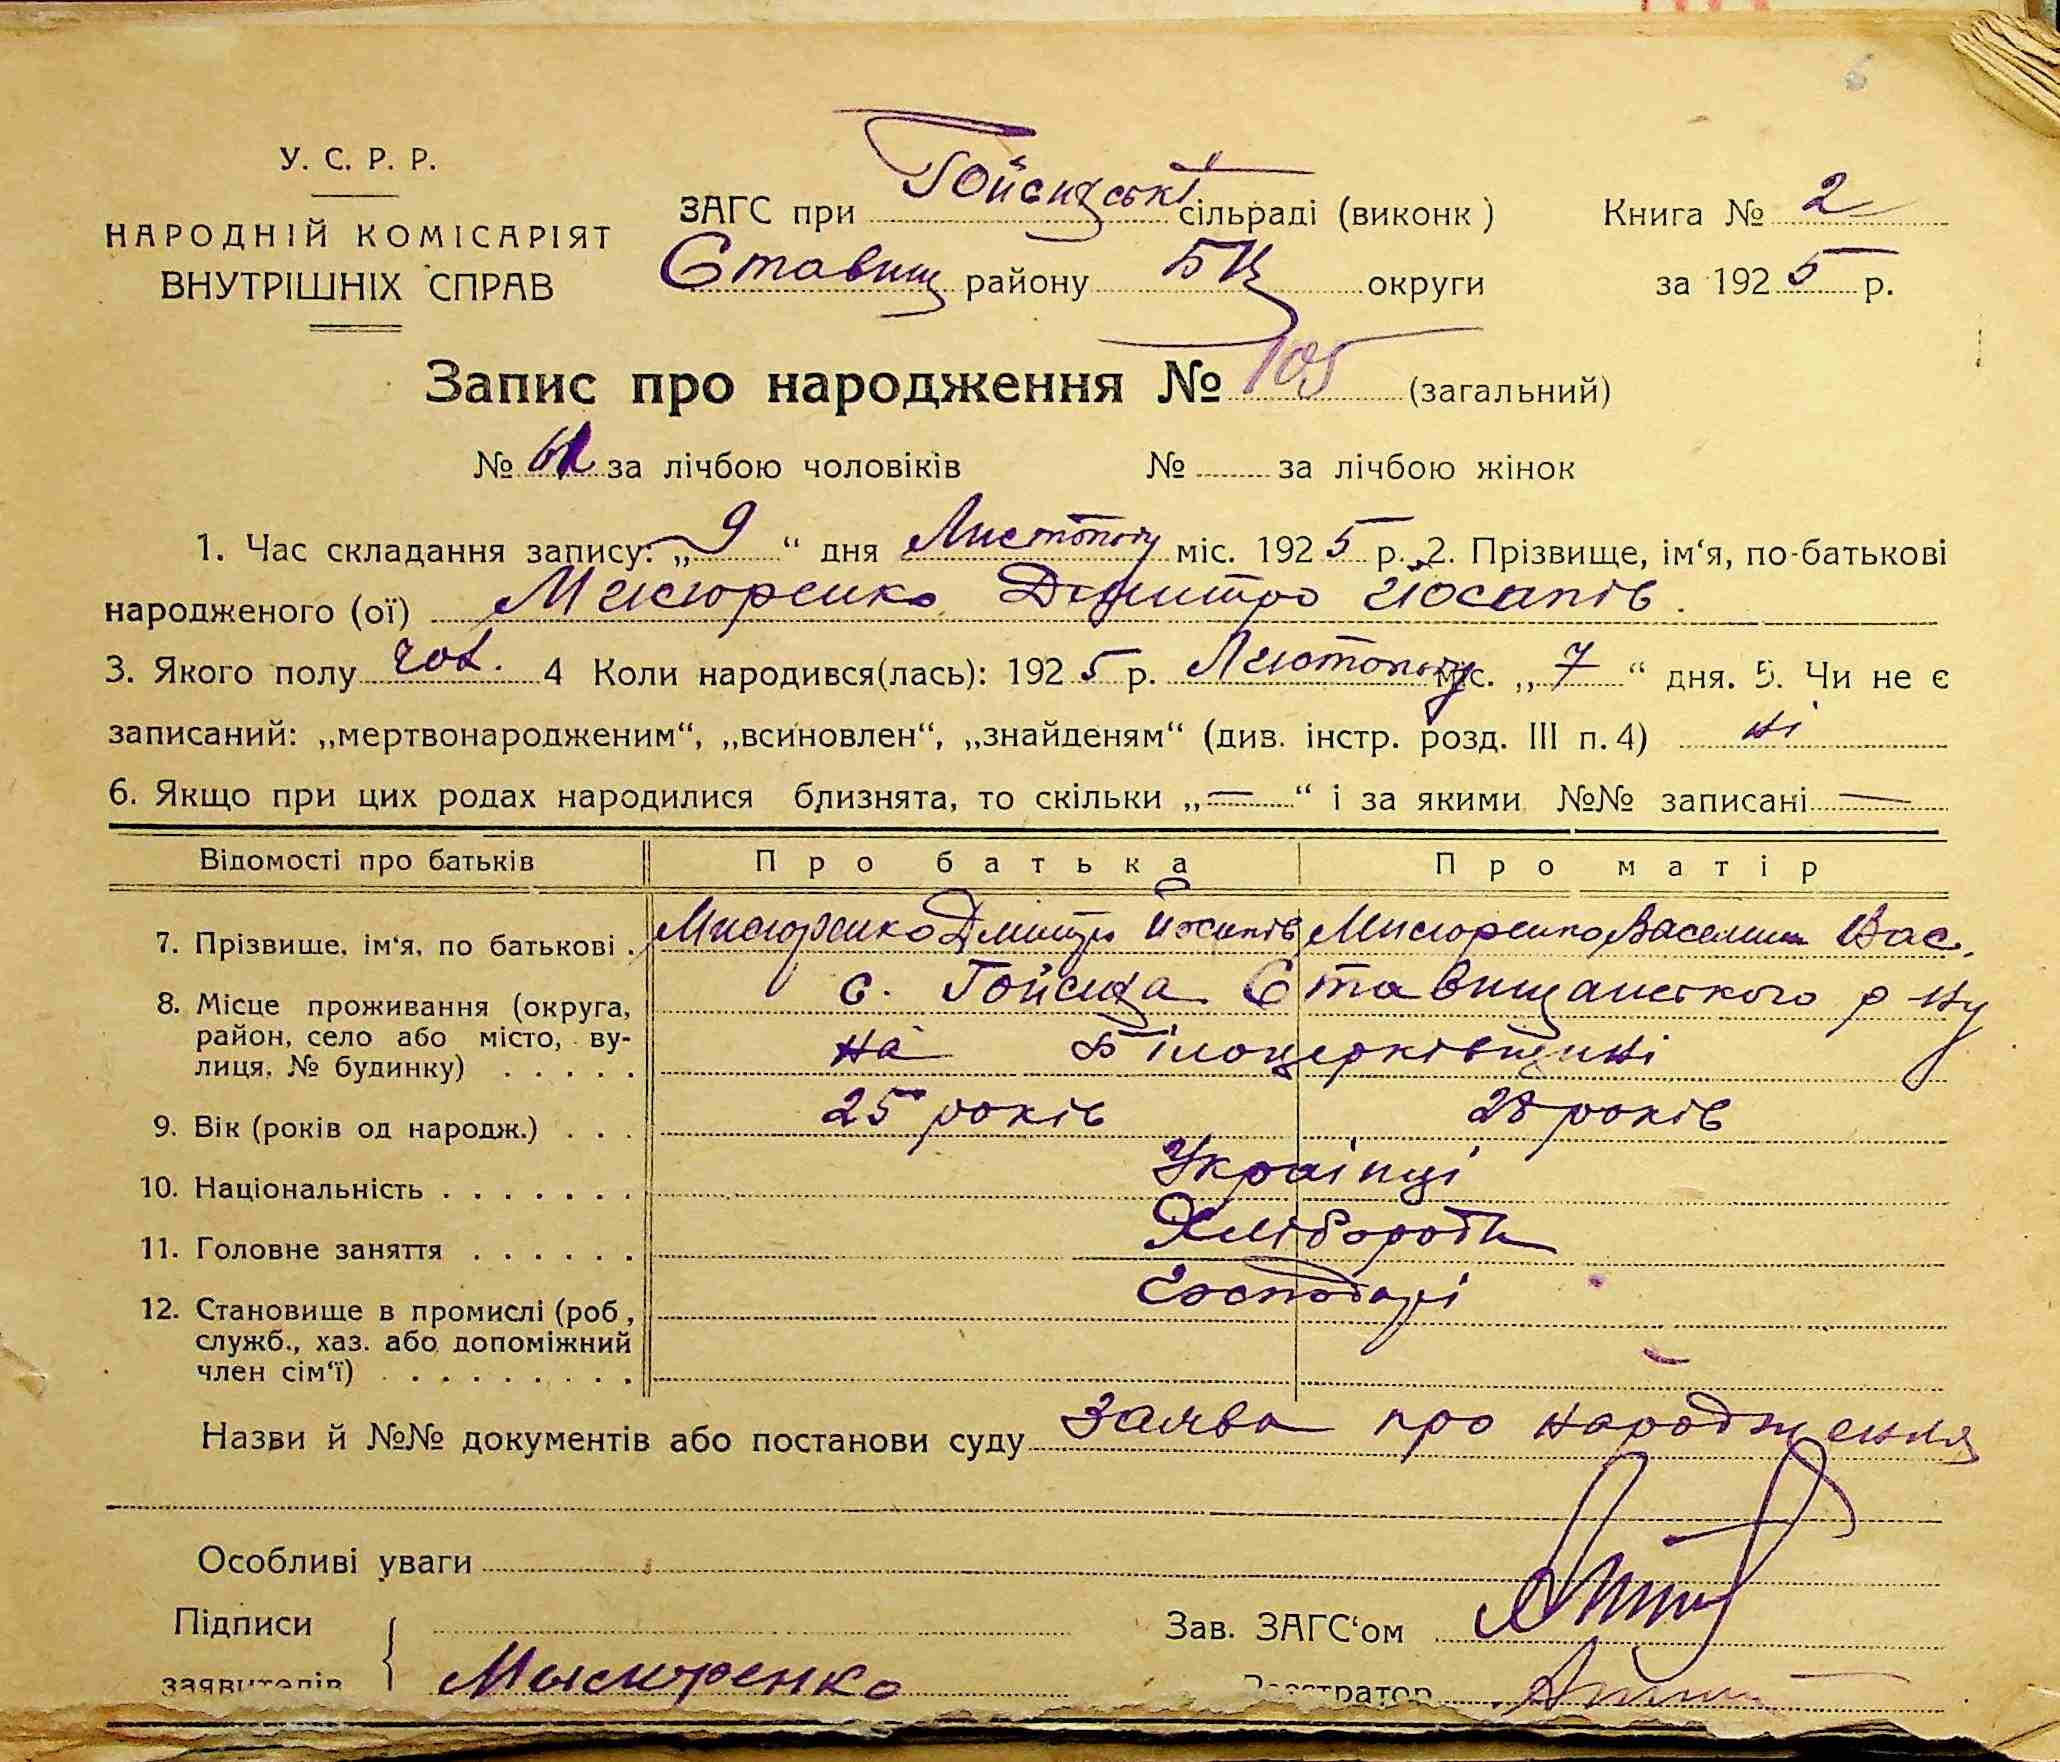 У. С. Р. Р.
НАРОДНІЙ КОМІСАРІЯТ
ВНУТРІШНІХ СПРАВ
ЗАГС при Гойсиські сільраді (виконк)
Ставищ району БЦ округи
Книга № 2
за 1925 р.
Запис про народження № 105 (загальний)
№ за лічбою чоловіків № за лічбою жінок
1. Час складання запису: „9“ дня Листопаду міс. 1925 р. 2. Прізвище, ім‘я, по-батькові
народженого (ої) Мисюренко Дмитро Йосипів.
3. Якого полу чол. 4 Коли народився(лась): 1925 р. Листопаду міс. „7“ дня. 5. Чи не є
записаний: „мертвонародженим“, „всиновлен“, „знайденям“ (див. інстр. розд. III п. 4) ні
6. Якщо при цих родах народилися близнята, то скільки „—“ і за якими №№ записані —
Відомості про батьків Про батька Про матір
7. Прізвище, ім‘я, по батькові . Мисюренко Дмитро Йосипів Мисюренко Василина Вас.
8. Місце проживання (округа, с. Гойсиха Ставищанського р-ну
район, село або місто, ву- на Білоцерківщині
лиця, № будинку) . . . . .
9. Вік (років од народж.) . . . 25 років 28 років
10. Національність . . . . . . . Українці
11. Головне заняття . . . . . . Хлібороби
12. Становище в промислі (роб, Господарі
служб., хаз. або допоміжний
член сім‘ї) . . . . . . . . .
Назви й №№ документів або постанови суду заява про народження
Особливі уваги
Підписи
заявителів Мысюренко
Зав. ЗАГС‘ом
Реєстратор